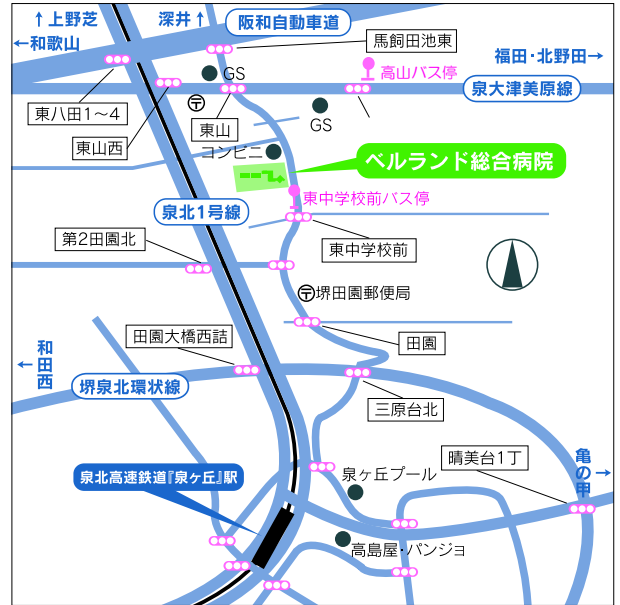 ↑上野芝
深井↑
阪和自動車道
馬飼田池東
←和歌山
福田・北野田→
高山バス停
GS
泉大津美原線
東八田1〜4
〒
東山
GS
東山西
コンビニ
ベルランド総合病院
東中学校前バス停
泉北1号線
第2田園北
東中学校前
〒堺田園郵便局
田園大橋西詰
田園
←和田西
堺泉北環状線
三原台北
亀の甲→
晴美台1丁
泉北高速鉄道『泉ヶ丘』駅
泉ヶ丘プール
高島屋・パンジョ